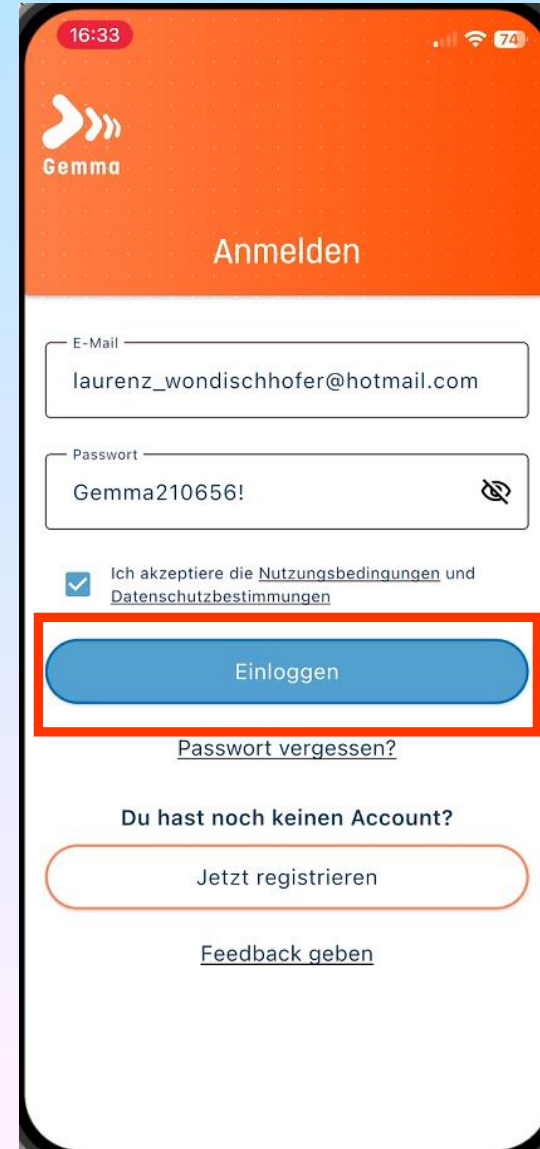 16:33
74
Gemma
Anmelden
E-Mail
laurenz_wondischhofer@hotmail.com
Passwort
Gemma210656!
Ich akzeptiere die Nutzungsbedingungen und
Datenschutzbestimmungen
Einloggen
Passwort vergessen?
Du hast noch keinen Account?
Jetzt registrieren
Feedback geben